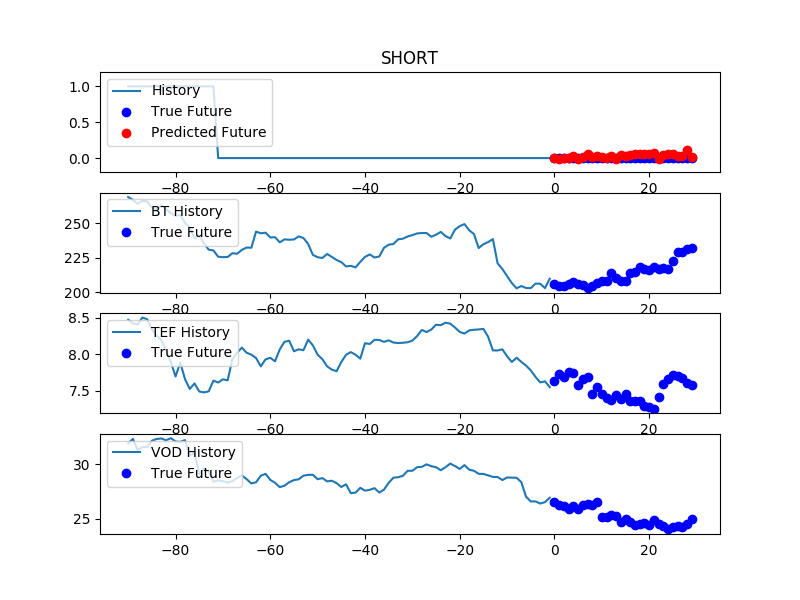 SHORT
1.0
0.5
0.0
History
True Future
Predicted Future
−80 −60 −40 −20 0 20
250
225
200
BT History
True Future
−80 −60 −40 −20 0 20
8.5
8.0
7.5
TEF History
True Future
−80 −60 −40 −20 0 20
30
25
VOD History
True Future
−80 −60 −40 −20 0 20